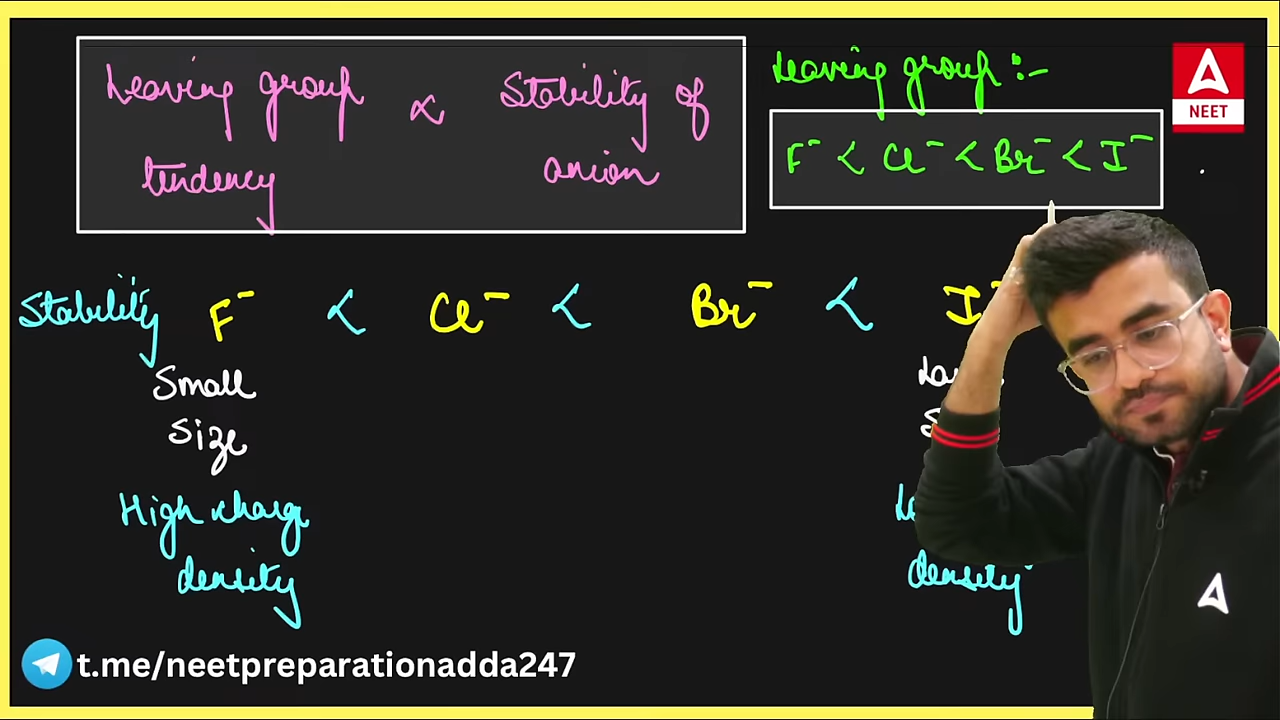 Leaving group ∝ Stability of
tendency anion
Leaving group :-
F⁻ < Cl⁻ < Br⁻ < I⁻
NEET
Stability F⁻ < Cl⁻ < Br⁻ < I⁻
Small
Size
High charge
density
density
t.me/neetpreparationadda247